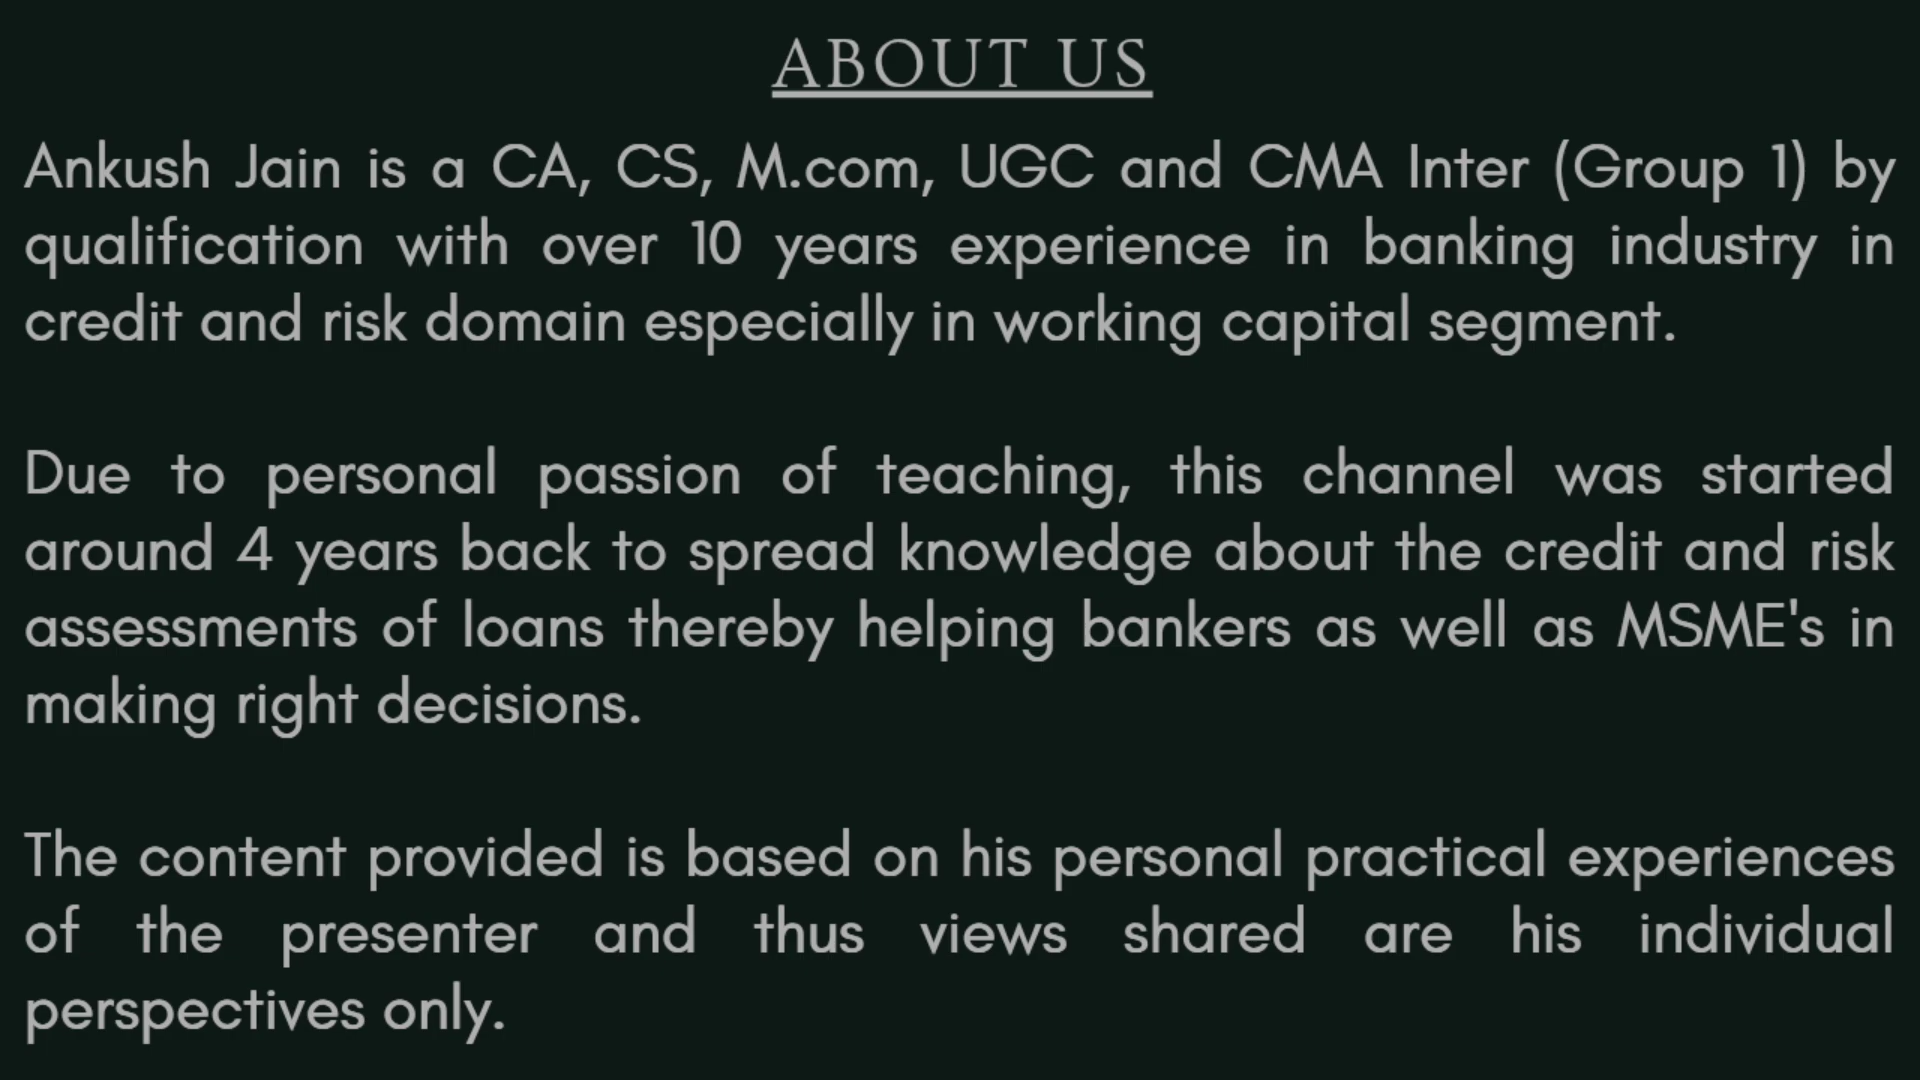 ABOUT US
Ankush Jain is a CA, CS, M.com, UGC and CMA Inter (Group 1) by
qualification with over 10 years experience in banking industry in
credit and risk domain especially in working capital segment.
Due to personal passion of teaching, this channel was started
around 4 years back to spread knowledge about the credit and risk
assessments of loans thereby helping bankers as well as MSME's in
making right decisions.
The content provided is based on his personal practical experiences
of the presenter and thus views shared are his individual
perspectives only.